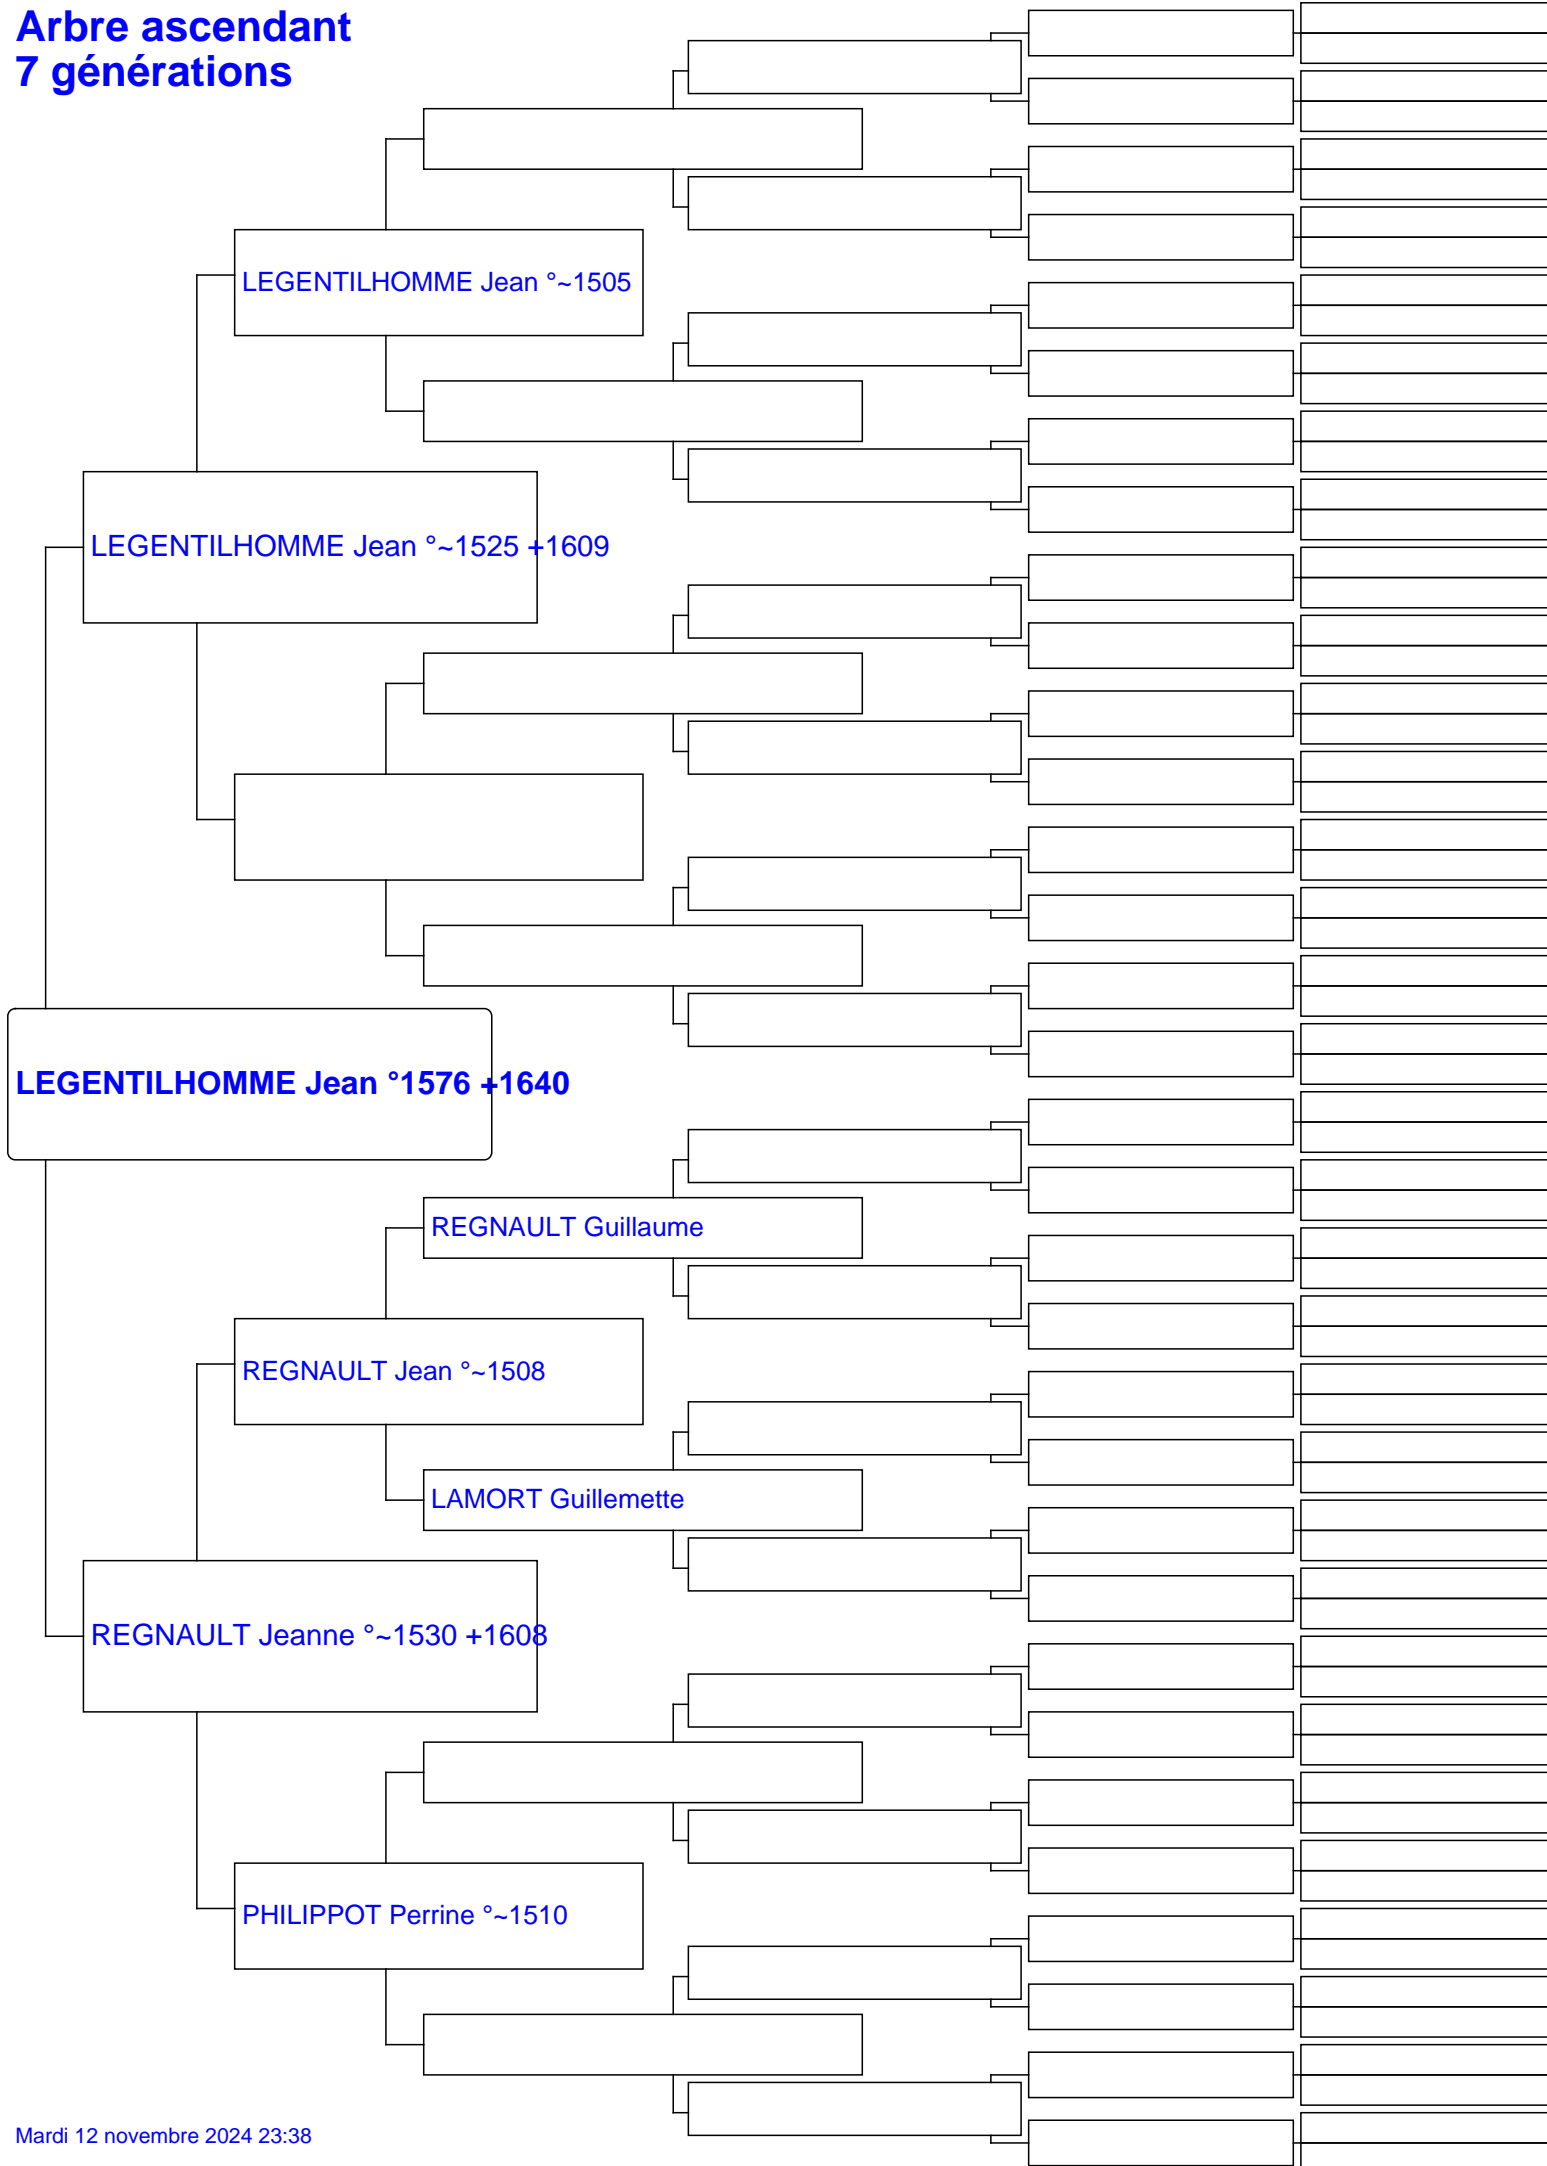 Arbre ascendant
7 générations
LEGENTILHOMME Jean °~1505
LEGENTILHOMME Jean °~1525 +1609
LEGENTILHOMME Jean °1576 +1640
REGNAULT Guillaume
REGNAULT Jean °~1508
LAMORT Guillemette
REGNAULT Jeanne °~1530 +1608
PHILIPPOT Perrine °~1510
Mardi 12 novembre 2024 23:38